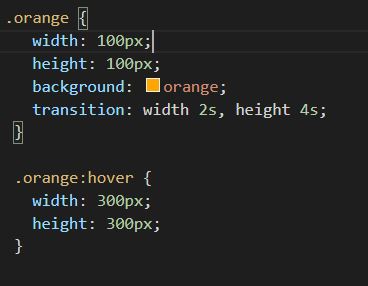 .orange {
width: 100px;
height: 100px;
background: orange;
transition: width 2s, height 4s;
}
.orange:hover {
width: 300px;
height: 300px;
}